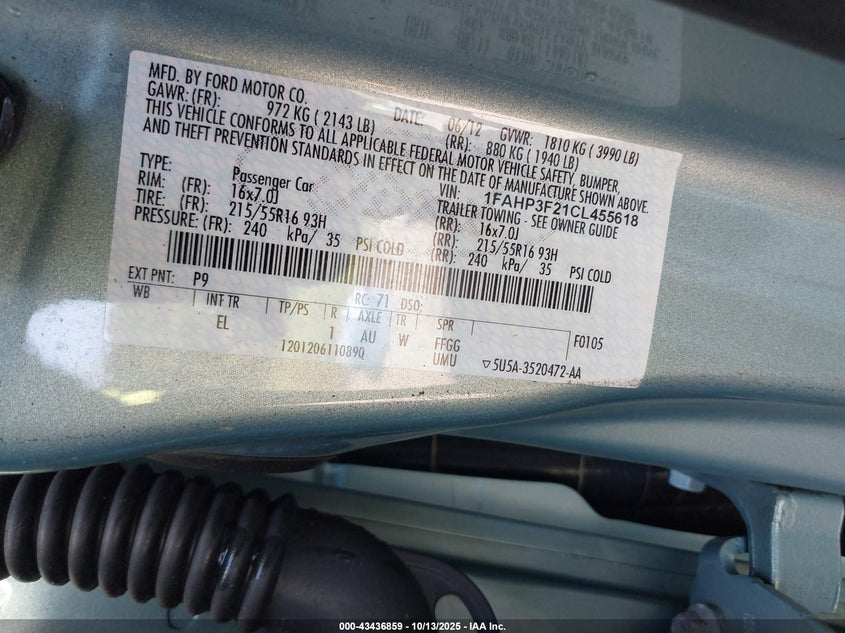 MFD. BY FORD MOTOR CO.
DATE: 06/12 GVWR: 1810 KG ( 3990 LB)
GAWR: (FR): 972 KG ( 2143 LB) (RR): 880 KG ( 1940 LB)
THIS VEHICLE CONFORMS TO ALL APPLICABLE FEDERAL MOTOR VEHICLE SAFETY, BUMPER,
AND THEFT PREVENTION STANDARDS IN EFFECT ON THE DATE OF MANUFACTURE SHOWN ABOVE.
VIN: 1FAHP3F21CL455618
TYPE: Passenger Car TRAILER TOWING - SEE OWNER GUIDE
RIM: (FR): 16x7.0J (RR): 16x7.0J
TIRE: (FR): 215/55R16 93H (RR): 215/55R16 93H
PRESSURE: (FR): 240 kPa/ 35 PSI COLD (RR): 240 kPa/ 35 PSI COLD
EXT PNT: P9 RC: 71 DSO:
WB INT TR TP/PS R AXLE TR SPR F0105
EL 1 AU W FFGG
1201206110890 UMU ▽5U5A-3520472-AA
000-43436859 - 10/13/2025 - IAA Inc.